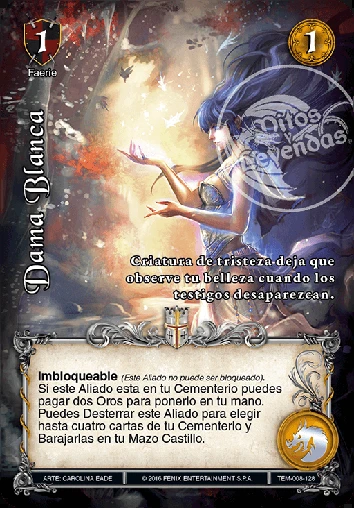 1
Faerie
1
Mitos y
Leyendas
Dama Blanca
Criatura de tristeza deja que
observe tu belleza cuando los
testigos desaparezcan.
Imbloqueable (Este Aliado no puede ser bloqueado).
Si este Aliado esta en tu Cementerio puedes
pagar dos Oros para ponerlo en tu mano.
Puedes Desterrar este Aliado para elegir
hasta cuatro cartas de tu Cementerio y
Barajarlas en tu Mazo Castillo.
ARTE: CAROLINA EADE
© 2016 FENIX ENTERTAINMENT S.P.A.
TEM-008-128